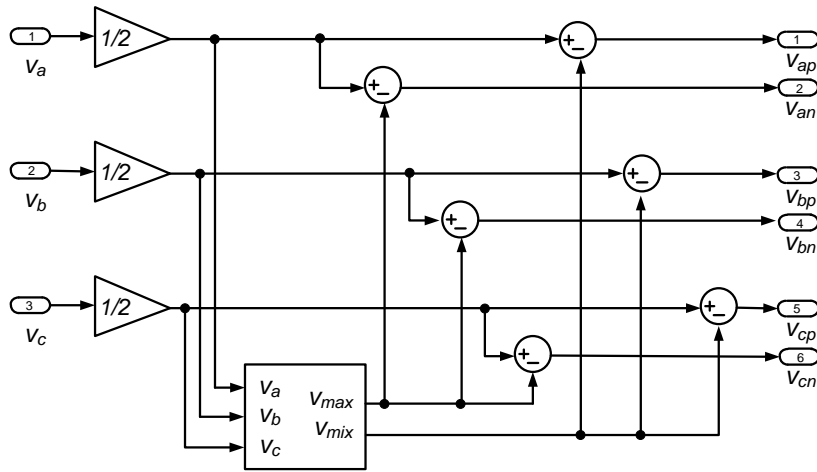 1
1/2
+
−
1
v_a
v_ap
+
−
2
v_an
2
1/2
+
−
3
v_b
v_bp
+
−
4
v_bn
3
1/2
+
−
5
v_c
v_cp
+
−
6
v_cn
v_a
v_max
v_b
v_mix
v_c